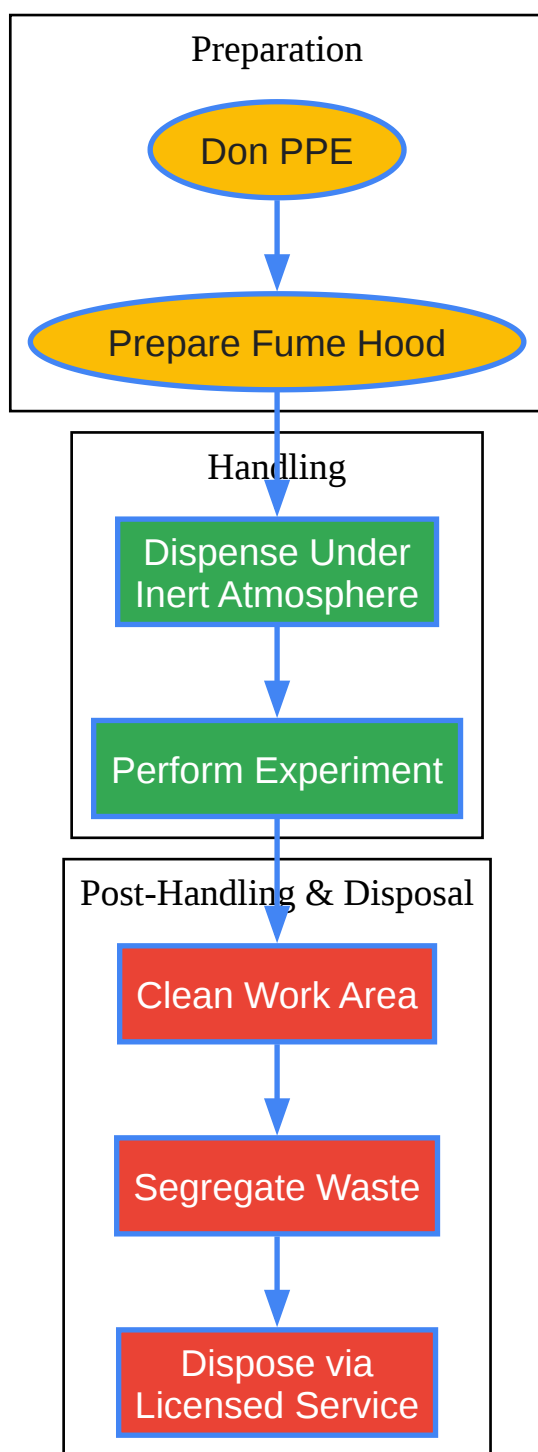 Preparation
Don PPE
Prepare Fume Hood
Handling
Dispense Under
Inert Atmosphere
Perform Experiment
Post-Handling & Disposal
Clean Work Area
Segregate Waste
Dispose via
Licensed Service